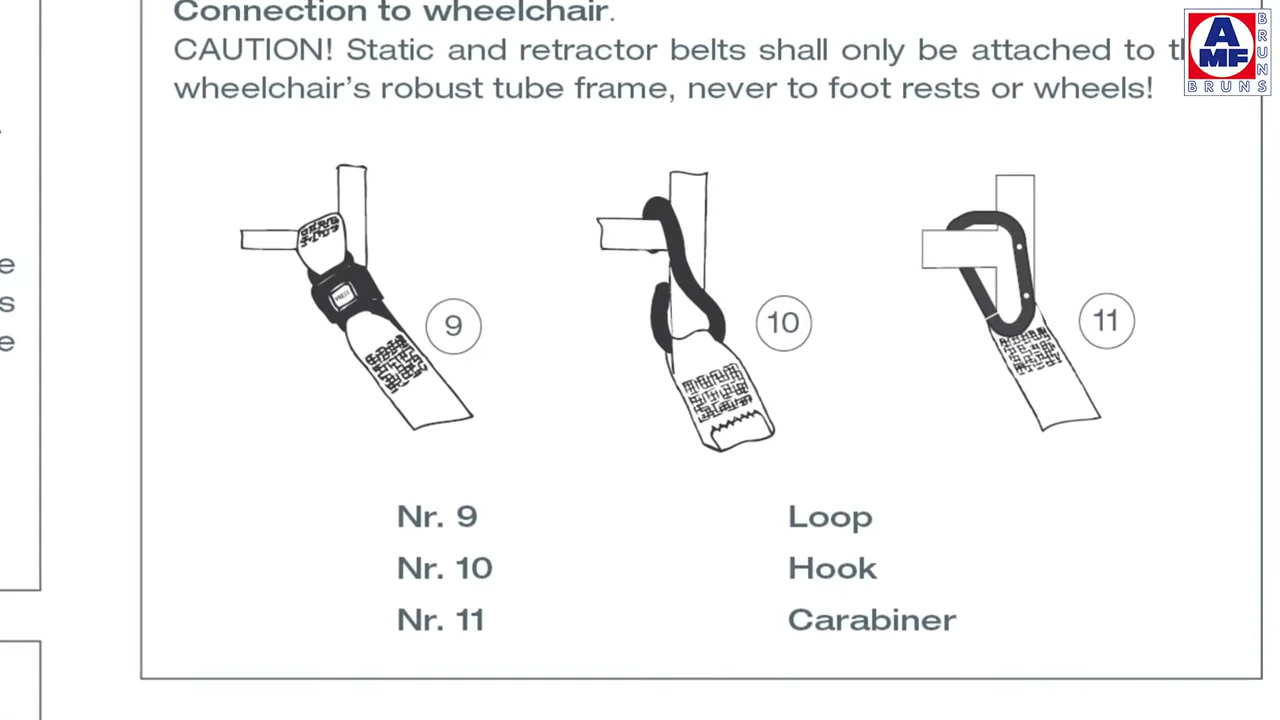 Connection to wheelchair.
CAUTION! Static and retractor belts shall only be attached to
wheelchair's robust tube frame, never to foot rests or wheels!
e
s
e
PRESS
9
10
11
Nr. 9 Loop
Nr. 10 Hook
Nr. 11 Carabiner
AMF
BRUNS
BRUNS